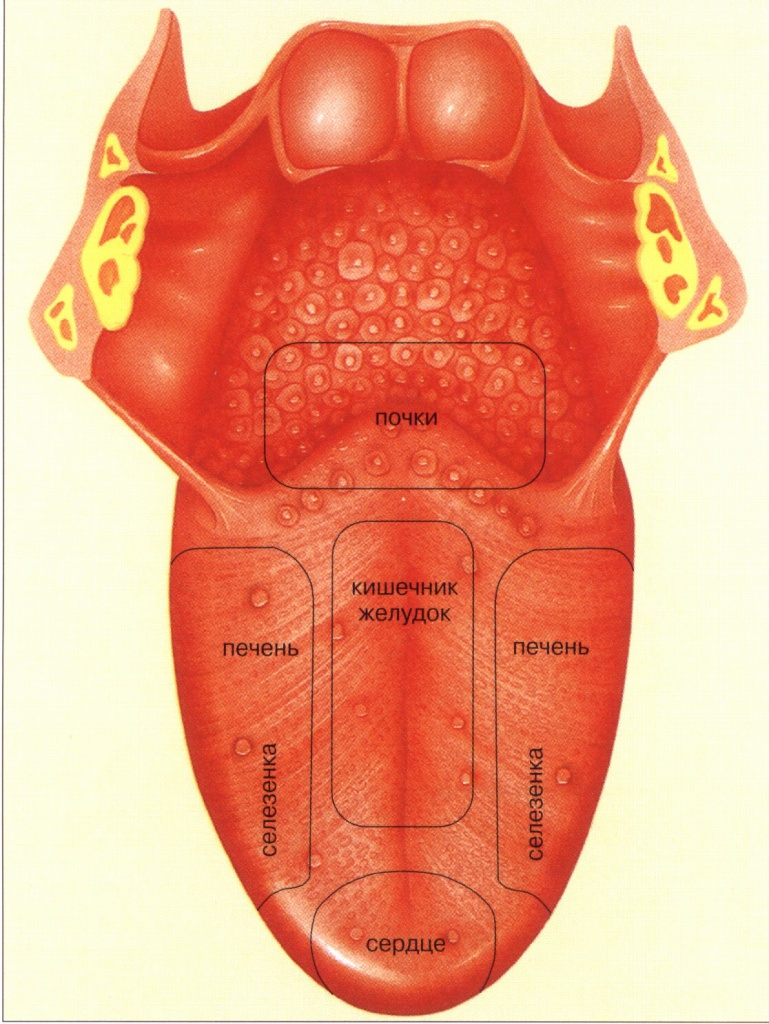 почки
кишечник
желудок
печень
печень
селезенка
селезенка
сердце